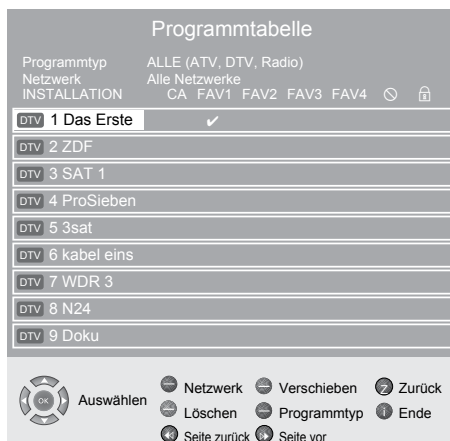 Programmtabelle
Programmtyp ALLE (ATV, DTV, Radio)
Netzwerk Alle Netzwerke
INSTALLATION CA FAV1 FAV2 FAV3 FAV4
DTV 1 Das Erste ✔
DTV 2 ZDF
DTV 3 SAT 1
DTV 4 ProSieben
DTV 5 3sat
DTV 6 kabel eins
DTV 7 WDR 3
DTV 8 N24
DTV 9 Doku
OK Auswählen Netzwerk Verschieben Z Zurück
Löschen Programmtyp i Ende
Seite zurück Seite vor